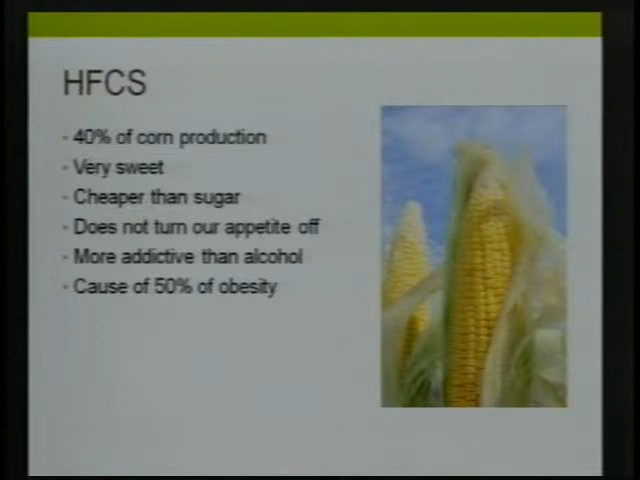 HFCS
- 40% of corn production
- Very sweet
- Cheaper than sugar
- Does not turn our appetite off
- More addictive than alcohol
- Cause of 50% of obesity